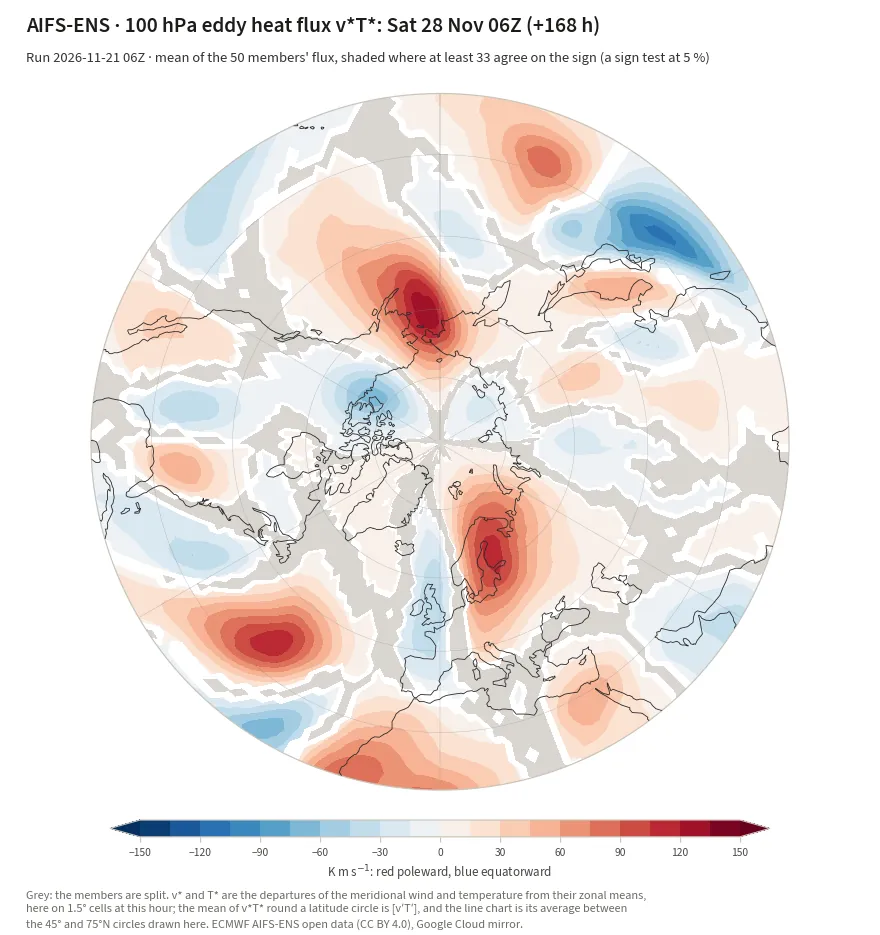 AIFS-ENS · 100 hPa eddy heat flux v*T*: Sat 28 Nov 06Z (+168 h)
Run 2026-11-21 06Z · mean of the 50 members' flux, shaded where at least 33 agree on the sign (a sign test at 5 %)
−150 −120 −90 −60 −30 0 30 60 90 120 150
K m s⁻¹: red poleward, blue equatorward
Grey: the members are split. v* and T* are the departures of the meridional wind and temperature from their zonal means,
here on 1.5° cells at this hour; the mean of v*T* round a latitude circle is [v′T′], and the line chart is its average between
the 45° and 75°N circles drawn here. ECMWF AIFS-ENS open data (CC BY 4.0), Google Cloud mirror.